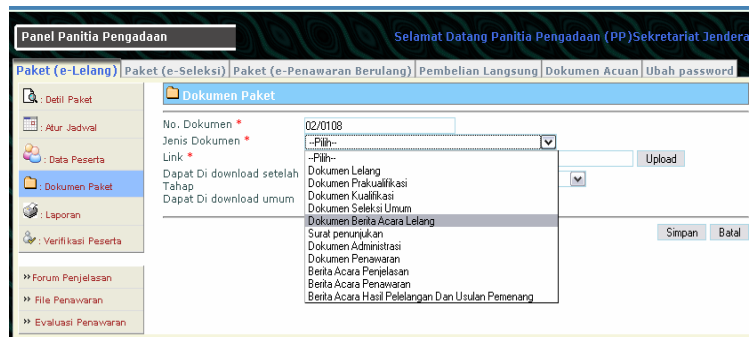 Panel Panitia Pengadaan
Selamat Datang Panitia Pengadaan (PP)Sekretariat Jendera
Paket (e-Lelang) Paket (e-Seleksi) Paket (e-Penawaran Berulang) Pembelian Langsung Dokumen Acuan Ubah password
: Detil Paket
: Atur Jadwal
: Data Peserta
: Dokumen Paket
: Laporan
: Verifikasi Peserta
»Forum Penjelasan
» File Penawaran
» Evaluasi Penawaran
Dokumen Paket
No. Dokumen * 02/0108
Jenis Dokumen * --Pilih--
Link * Upload
Dapat Di download setelah
Tahap
Dapat Di download umum
--Pilih--
Dokumen Lelang
Dokumen Prakualifikasi
Dokumen Kualifikasi
Dokumen Seleksi Umum
Dokumen Berita Acara Lelang
Surat penunjukan
Dokumen Administrasi
Dokumen Penawaran
Berita Acara Penjelasan
Berita Acara Penawaran
Berita Acara Hasil Pelelangan Dan Usulan Pemenang
Simpan Batal